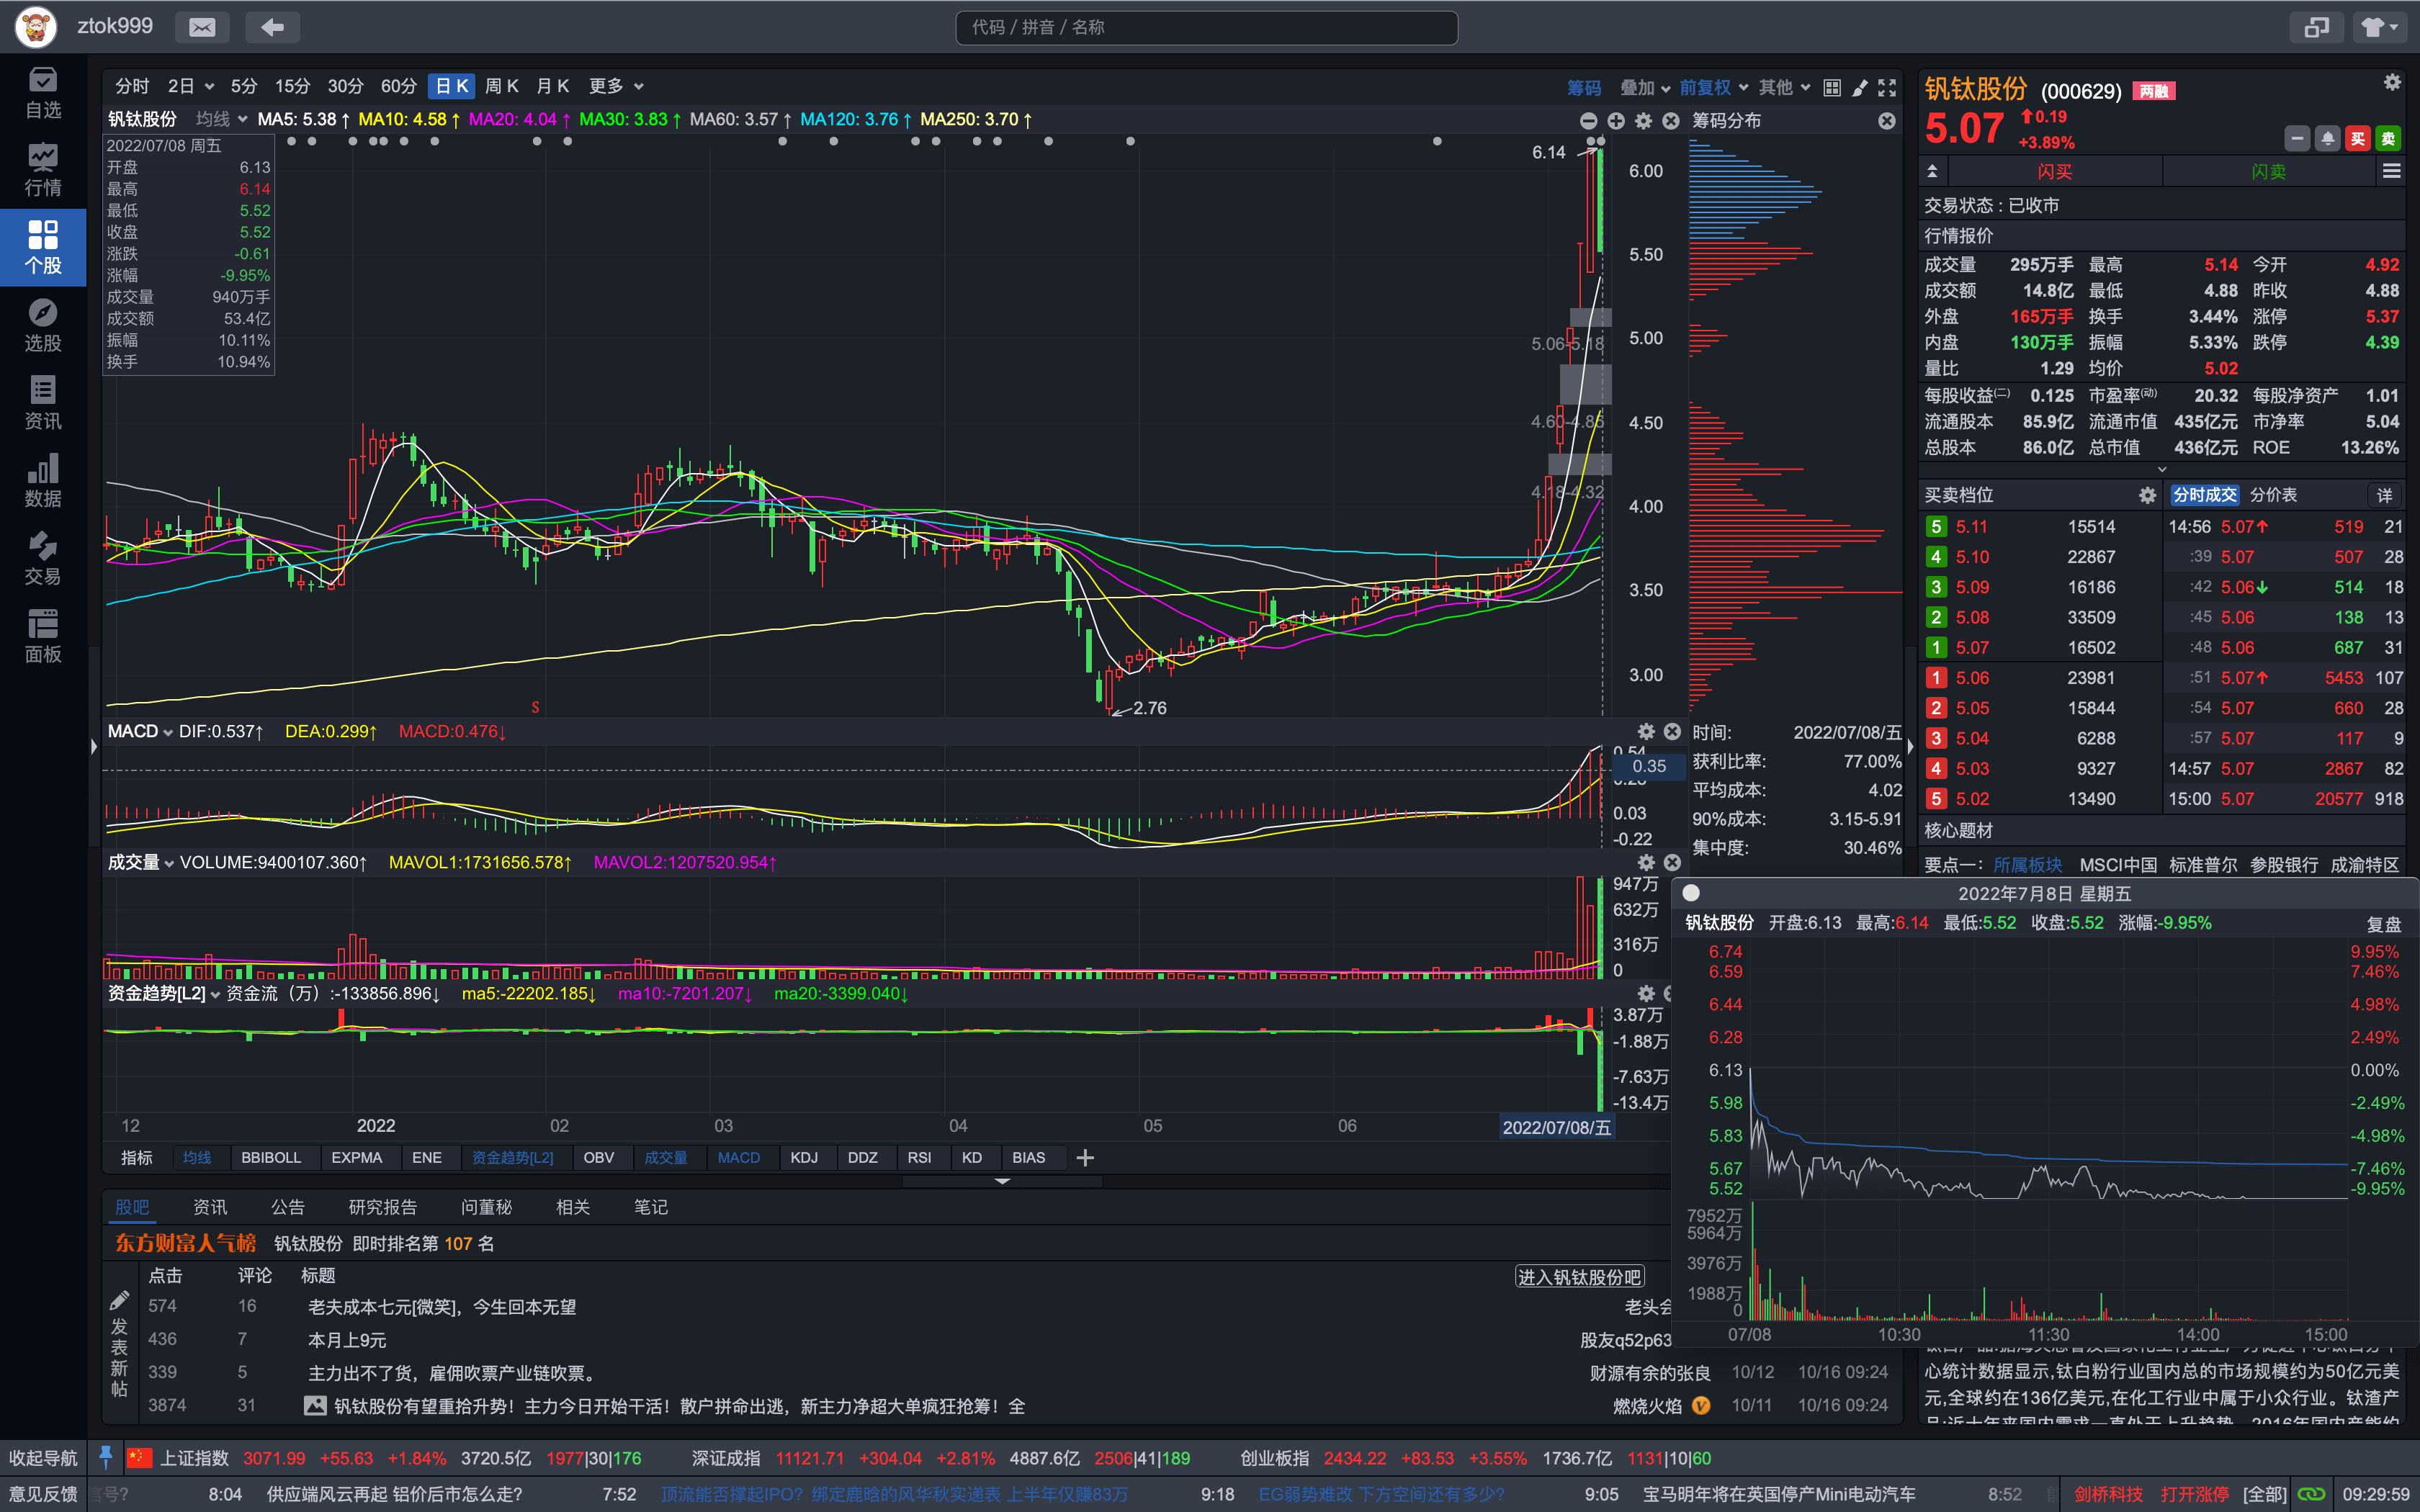 ztok999
代码 / 拼音 / 名称
自选
行情
个股
选股
资讯
数据
交易
面板
分时 2日 5分 15分 30分 60分 日K 周K 月K 更多
筹码 叠加 前复权 其他
钒钛股份 均线 MA5: 5.38↑ MA10: 4.58↑ MA20: 4.04↑ MA30: 3.83↑ MA60: 3.57↑ MA120: 3.76↑ MA250: 3.70↑
筹码分布
2022/07/08 周五
开盘 6.13
最高 6.14
最低 5.52
收盘 5.52
涨跌 -0.61
涨幅 -9.95%
成交量 940万手
成交额 53.4亿
振幅 10.11%
换手 10.94%
6.14
6.00
5.50
5.00
4.50
4.00
3.50
3.00
5.06-5.18
4.60-4.86
4.18-4.32
2.76
S
MACD DIF:0.537↑ DEA:0.299↑ MACD:0.476↓
0.54
0.35
0.03
-0.22
时间: 2022/07/08/五
获利比率: 77.00%
平均成本: 4.02
90%成本: 3.15-5.91
集中度: 30.46%
成交量 VOLUME:9400107.360↑ MAVOL1:1731656.578↑ MAVOL2:1207520.954↑
947万
632万
316万
0
资金趋势[L2] 资金流（万）:-133856.896↓ ma5:-22202.185↓ ma10:-7201.207↓ ma20:-3399.040↓
3.87万
-1.88万
-7.63万
-13.4万
12 2022 02 03 04 05 06 2022/07/08/五
指标 均线 BBIBOLL EXPMA ENE 资金趋势[L2] OBV 成交量 MACD KDJ DDZ RSI KD BIAS
股吧 资讯 公告 研究报告 问董秘 相关 笔记
东方财富人气榜 钒钛股份 即时排名第 107 名
点击 评论 标题
进入钒钛股份吧
发表新帖
574 16 老夫成本七元[微笑]，今生回本无望 老头会
436 7 本月上9元 股友q52p63
339 5 主力出不了货，雇佣吹票产业链吹票。 财源有余的张良 10/12 10/16 09:24
3874 31 钒钛股份有望重拾升势！主力今日开始干活！散户拼命出逃，新主力净超大单疯狂抢筹！全 燃烧火焰 10/11 10/16 09:24
钒钛股份 (000629) 两融
5.07 0.19
+3.89%
买 卖
闪买 闪卖
交易状态：已收市
行情报价
成交量 295万手 最高 5.14 今开 4.92
成交额 14.8亿 最低 4.88 昨收 4.88
外盘 165万手 换手 3.44% 涨停 5.37
内盘 130万手 振幅 5.33% 跌停 4.39
量比 1.29 均价 5.02
每股收益(二) 0.125 市盈率(动) 20.32 每股净资产 1.01
流通股本 85.9亿 流通市值 435亿元 市净率 5.04
总股本 86.0亿 总市值 436亿元 ROE 13.26%
买卖档位 分时成交 分价表 详
5 5.11 15514 14:56 5.07↑ 519 21
4 5.10 22867 :39 5.07 507 28
3 5.09 16186 :42 5.06↓ 514 18
2 5.08 33509 :45 5.06 138 13
1 5.07 16502 :48 5.06 687 31
1 5.06 23981 :51 5.07↑ 5453 107
2 5.05 15844 :54 5.07 660 28
3 5.04 6288 :57 5.07 117 9
4 5.03 9327 14:57 5.07 2867 82
5 5.02 13490 15:00 5.07 20577 918
核心题材
要点一： 所属板块 MSCI中国 标准普尔 参股银行 成渝特区
2022年7月8日 星期五
钒钛股份 开盘:6.13 最高:6.14 最低:5.52 收盘:5.52 涨幅:-9.95% 复盘
6.74 9.95%
6.59 7.46%
6.44 4.98%
6.28 2.49%
6.13 0.00%
5.98 -2.49%
5.83 -4.98%
5.67 -7.46%
5.52 -9.95%
7952万
5964万
3976万
1988万
0
07/08 10:30 11:30 14:00 15:00
心统计数据显示,钛白粉行业国内总的市场规模约为50亿元美
元,全球约在136亿美元,在化工行业中属于小众行业。钛渣产
收起导航 上证指数 3071.99 +55.63 +1.84% 3720.5亿 1977|30|176 深证成指 11121.71 +304.04 +2.81% 4887.6亿 2506|41|189 创业板指 2434.22 +83.53 +3.55% 1736.7亿 1131|10|60
意见反馈 信号? 8:04 供应端风云再起 铝价后市怎么走? 7:52 顶流能否撑起IPO? 绑定鹿晗的风华秋实递表 上半年仅赚83万 9:18 EG弱势难改 下方空间还有多少? 9:05 宝马明年将在英国停产Mini电动汽车 8:52 剑桥科技 打开涨停 [全部] 09:29:59